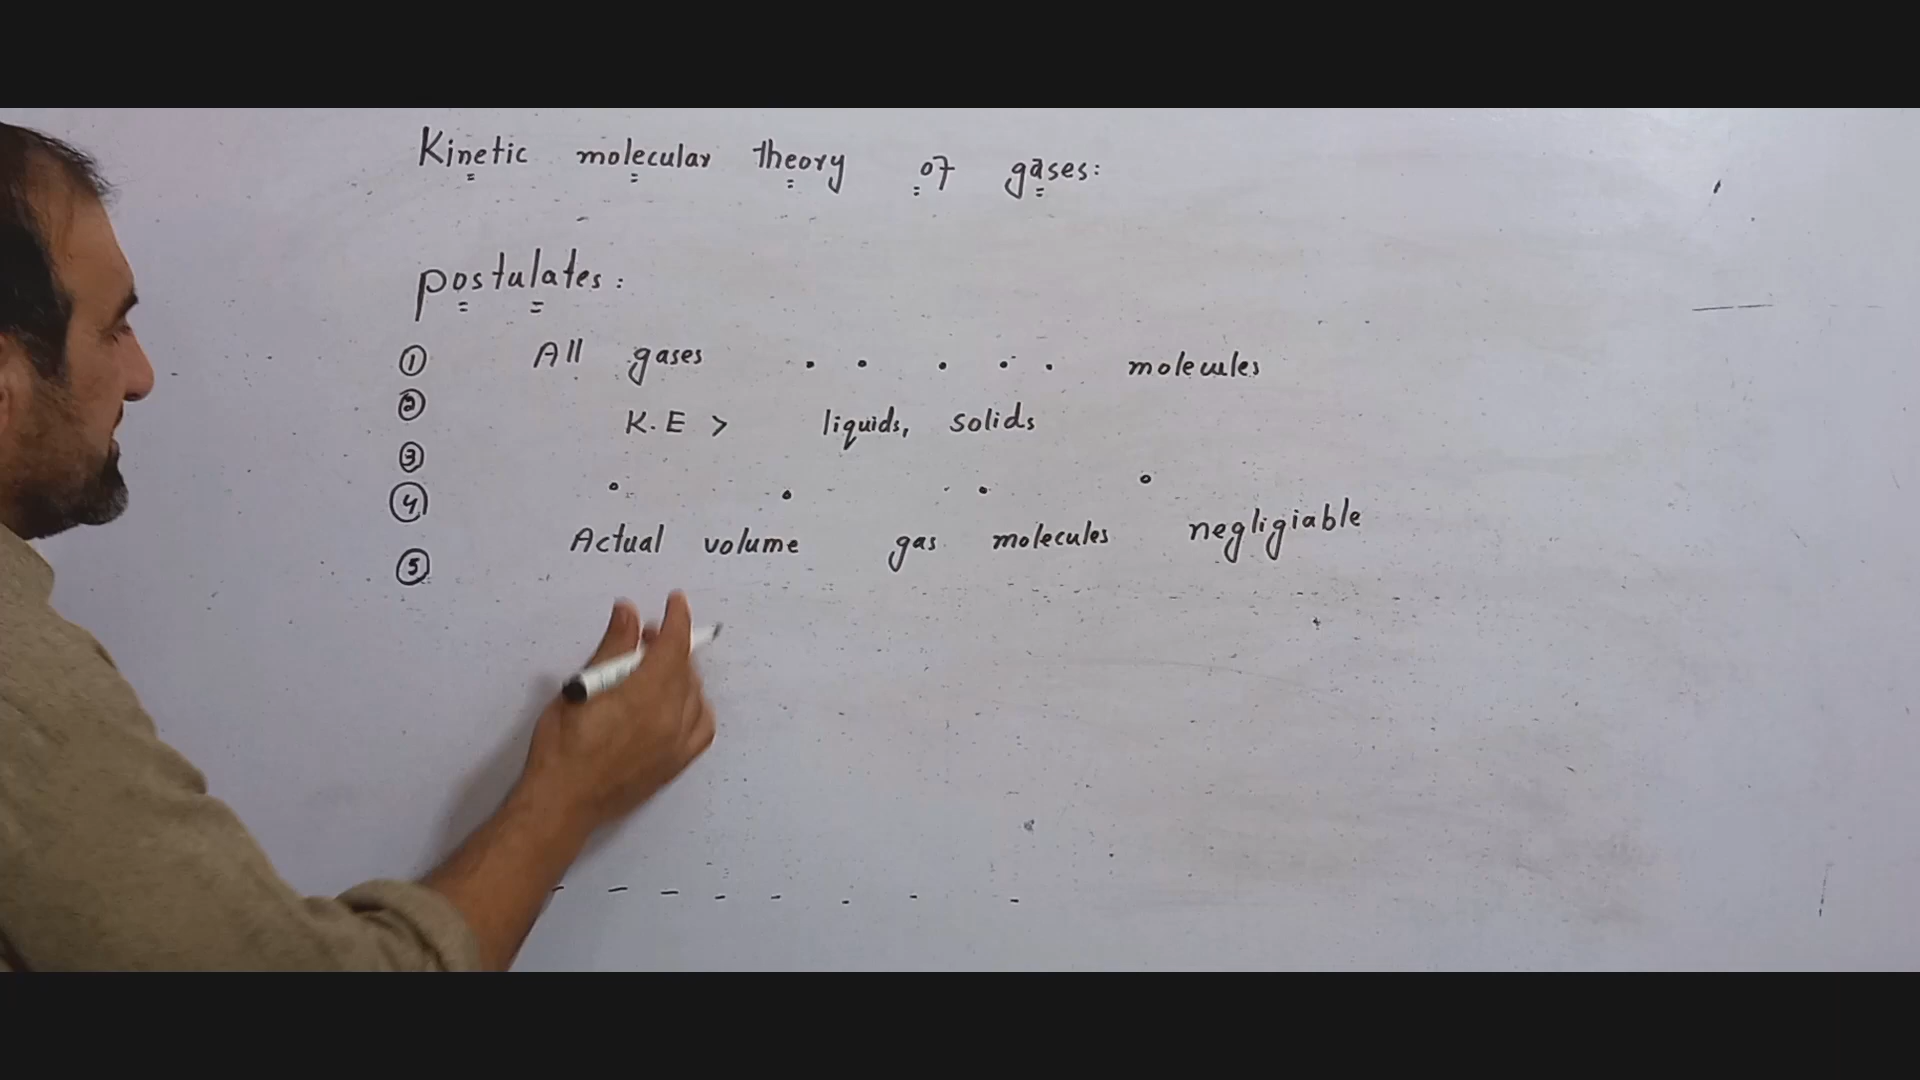 Kinetic molecular theory of gases:
postulates:
① All gases . . . . . molecules
② K.E > liquids, solids
③ . . . .
④ Actual volume gas molecules negligiable
⑤